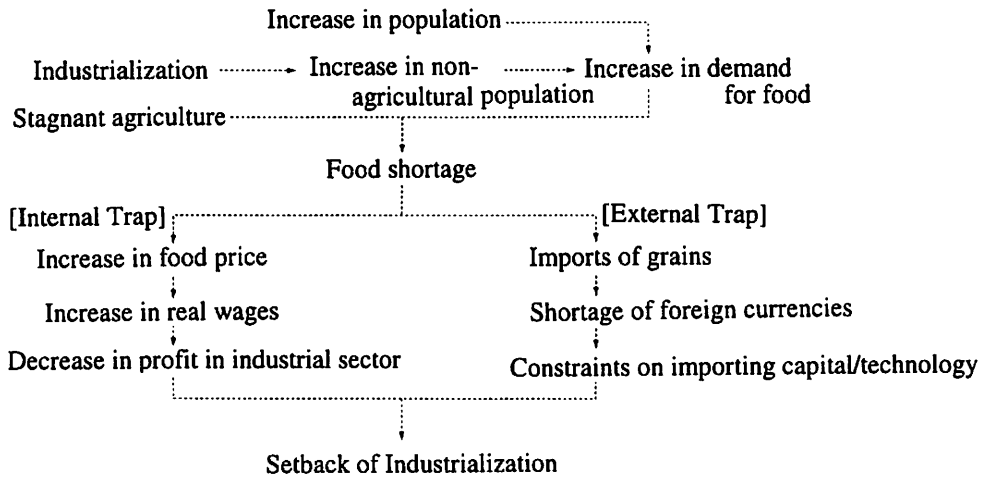 Increase in population
Industrialization
Increase in non-
agricultural population
Increase in demand
for food
Stagnant agriculture
Food shortage
[Internal Trap]
[External Trap]
Increase in food price
Imports of grains
Increase in real wages
Shortage of foreign currencies
Decrease in profit in industrial sector
Constraints on importing capital/technology
Setback of Industrialization